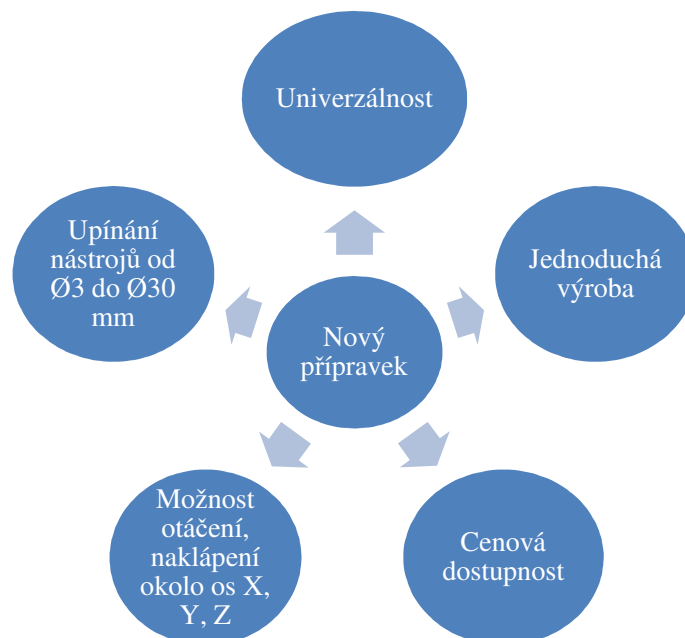 Univerzálnost
Upínání
nástrojů od
Ø3 do Ø30
mm
Jednoduchá
výroba
Nový
přípravek
Možnost
otáčení,
naklápení
okolo os X,
Y, Z
Cenová
dostupnost